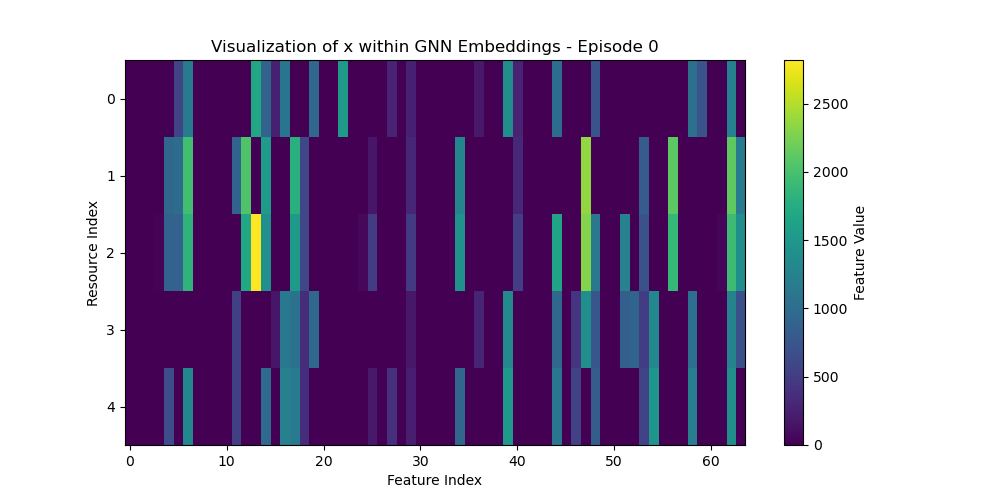 Visualization of x within GNN Embeddings - Episode 0
Resource Index
0
1
2
3
4
0 10 20 30 40 50 60
Feature Index
2500
2000
1500
1000
500
0
Feature Value